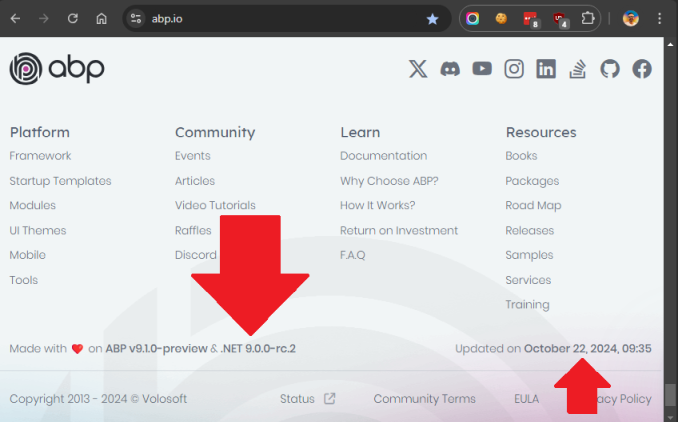 abp.io
8
4
abp
Platform Community Learn Resources
Framework Events Documentation Books
Startup Templates Articles Why Choose ABP? Packages
Modules Video Tutorials How It Works? Road Map
UI Themes Raffles Return on Investment Releases
Mobile Discord F.A.Q Samples
Tools Services
Training
Made with on ABP v9.1.0-preview & .NET 9.0.0-rc.2 Updated on October 22, 2024, 09:35
Copyright 2013 - 2024 © Volosoft Status Community Terms EULA acy Policy